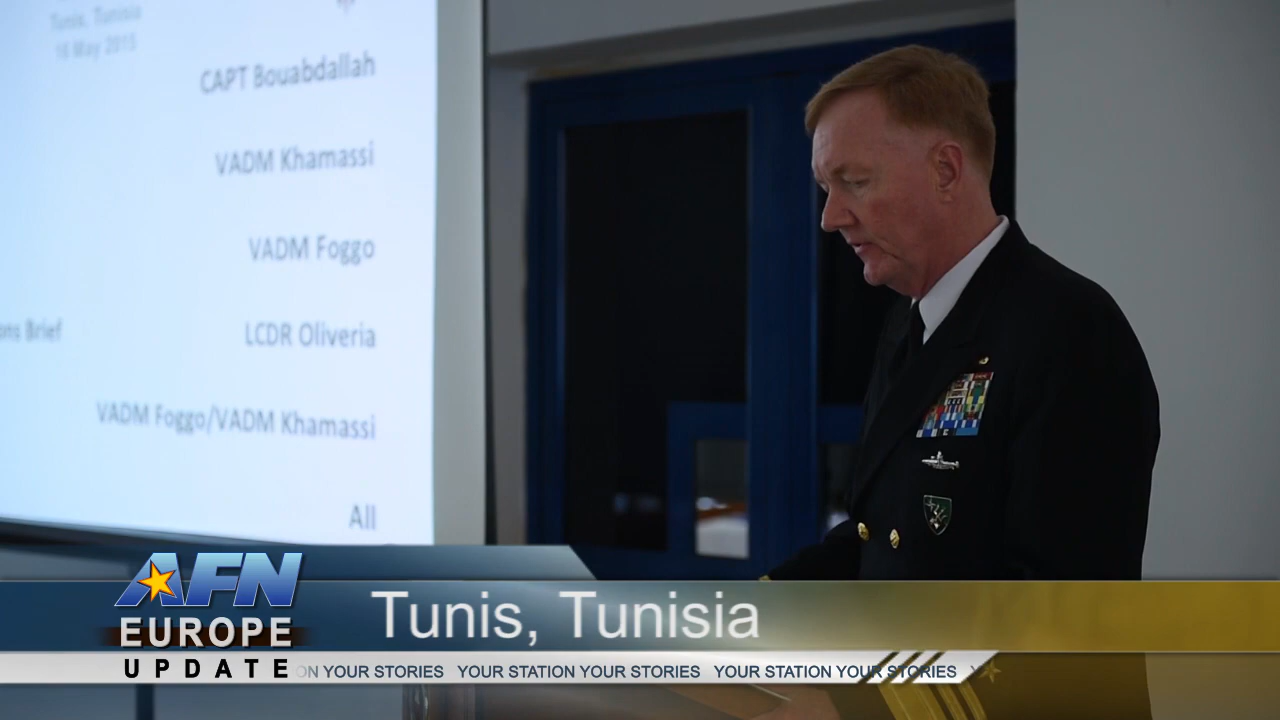 Tunis, Tunisia
18 May 2015
CAPT Bouabdallah
VADM Khamassi
VADM Foggo
ons Brief
LCDR Oliveria
VADM Foggo/VADM Khamassi
All
AFN
EUROPE
UPDATE
Tunis, Tunisia
ON YOUR STORIES YOUR STATION YOUR STORIES YOUR STATION YOUR STORIES